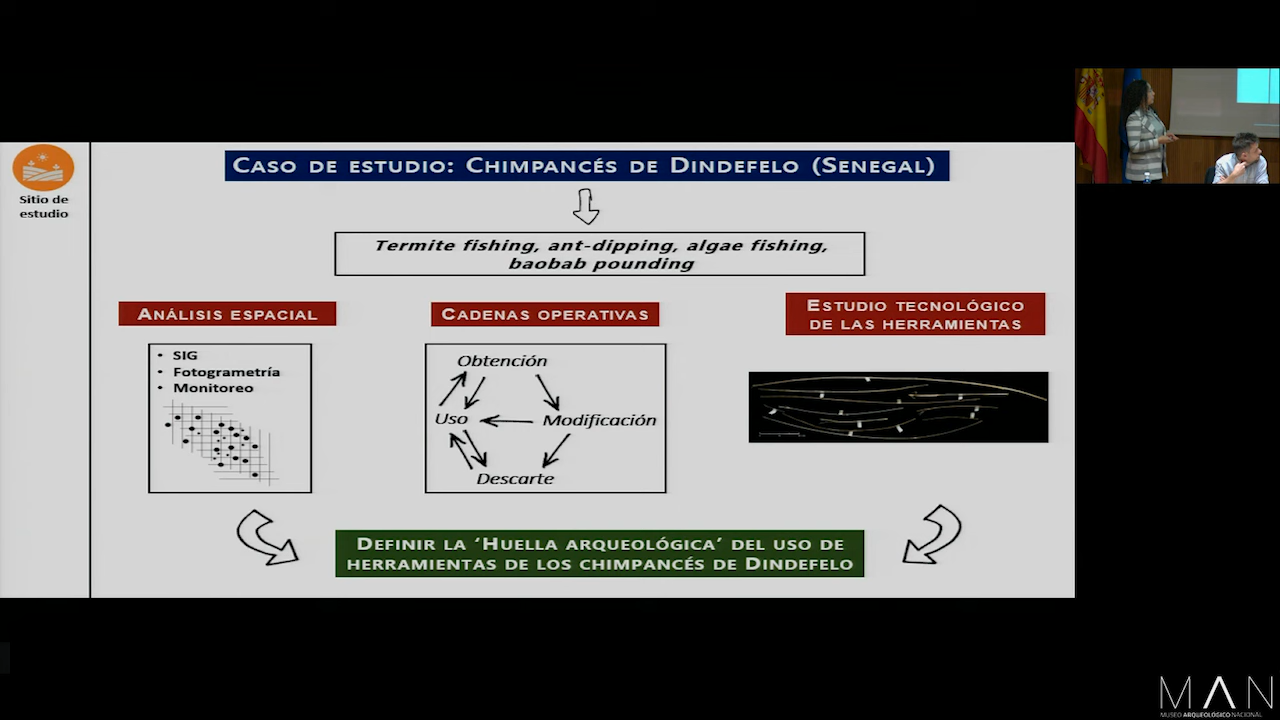 Sitio de
estudio
CASO DE ESTUDIO: CHIMPANCÉS DE DINDEFELO (SENEGAL)
Termite fishing, ant-dipping, algae fishing,
baobab pounding
ANÁLISIS ESPACIAL
• SIG
• Fotogrametría
• Monitoreo
CADENAS OPERATIVAS
Obtención
Uso
Modificación
Descarte
ESTUDIO TECNOLÓGICO
DE LAS HERRAMIENTAS
DEFINIR LA ‘HUELLA ARQUEOLÓGICA’ DEL USO DE
HERRAMIENTAS DE LOS CHIMPANCÉS DE DINDEFELO
MAN
MUSEO ARQUEOLÓGICO NACIONAL